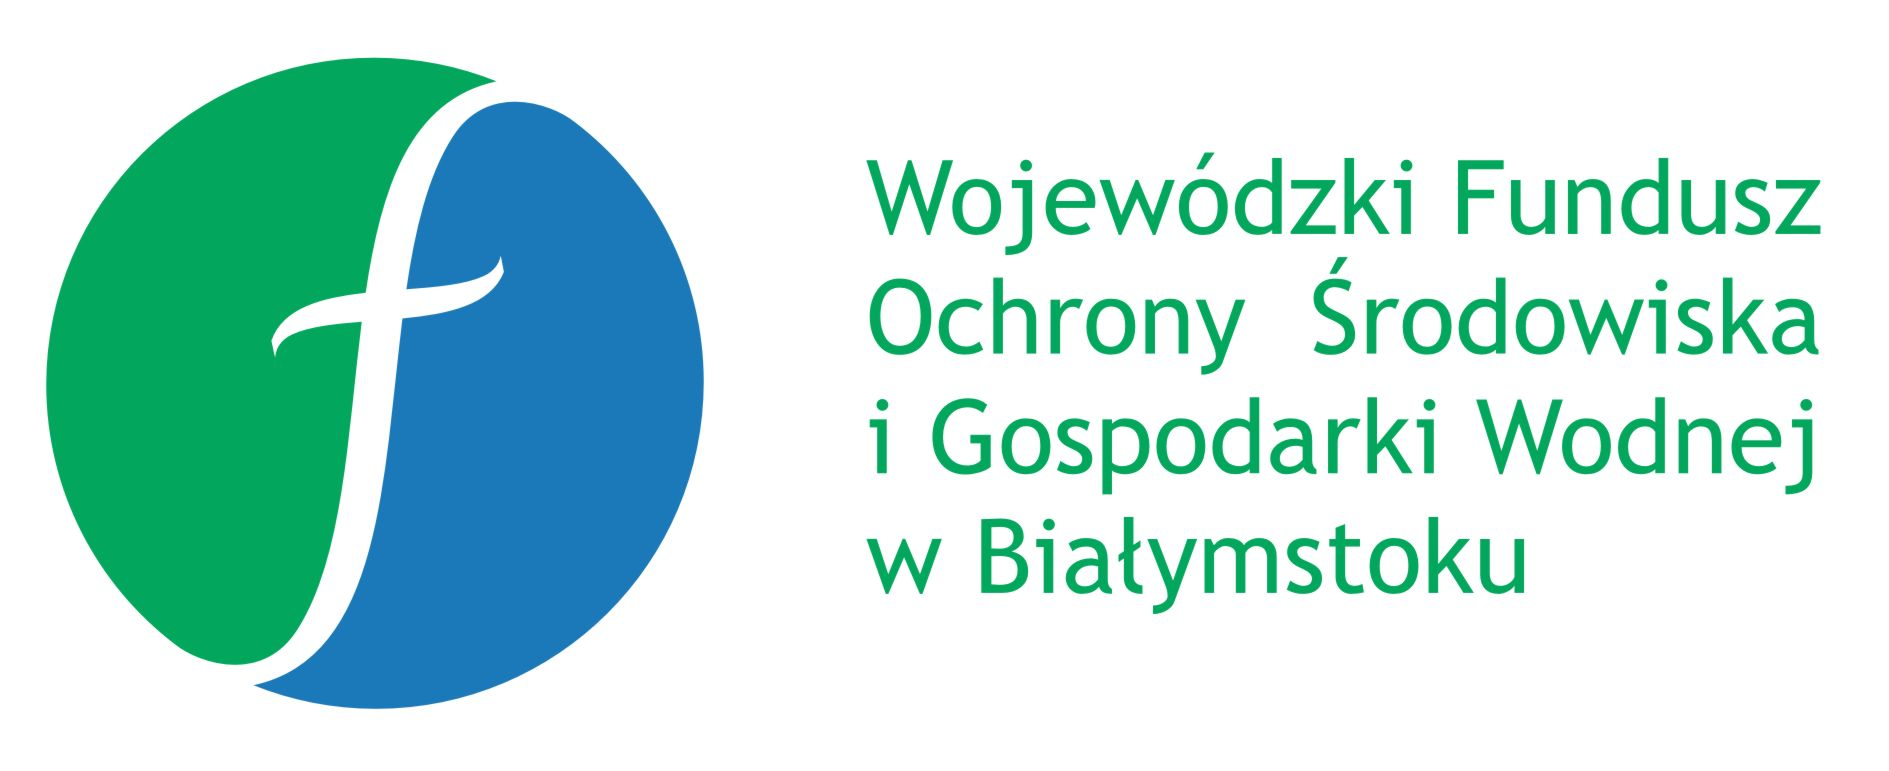 Wojewódzki Fundusz
Ochrony Środowiska
i Gospodarki Wodnej
w Białymstoku